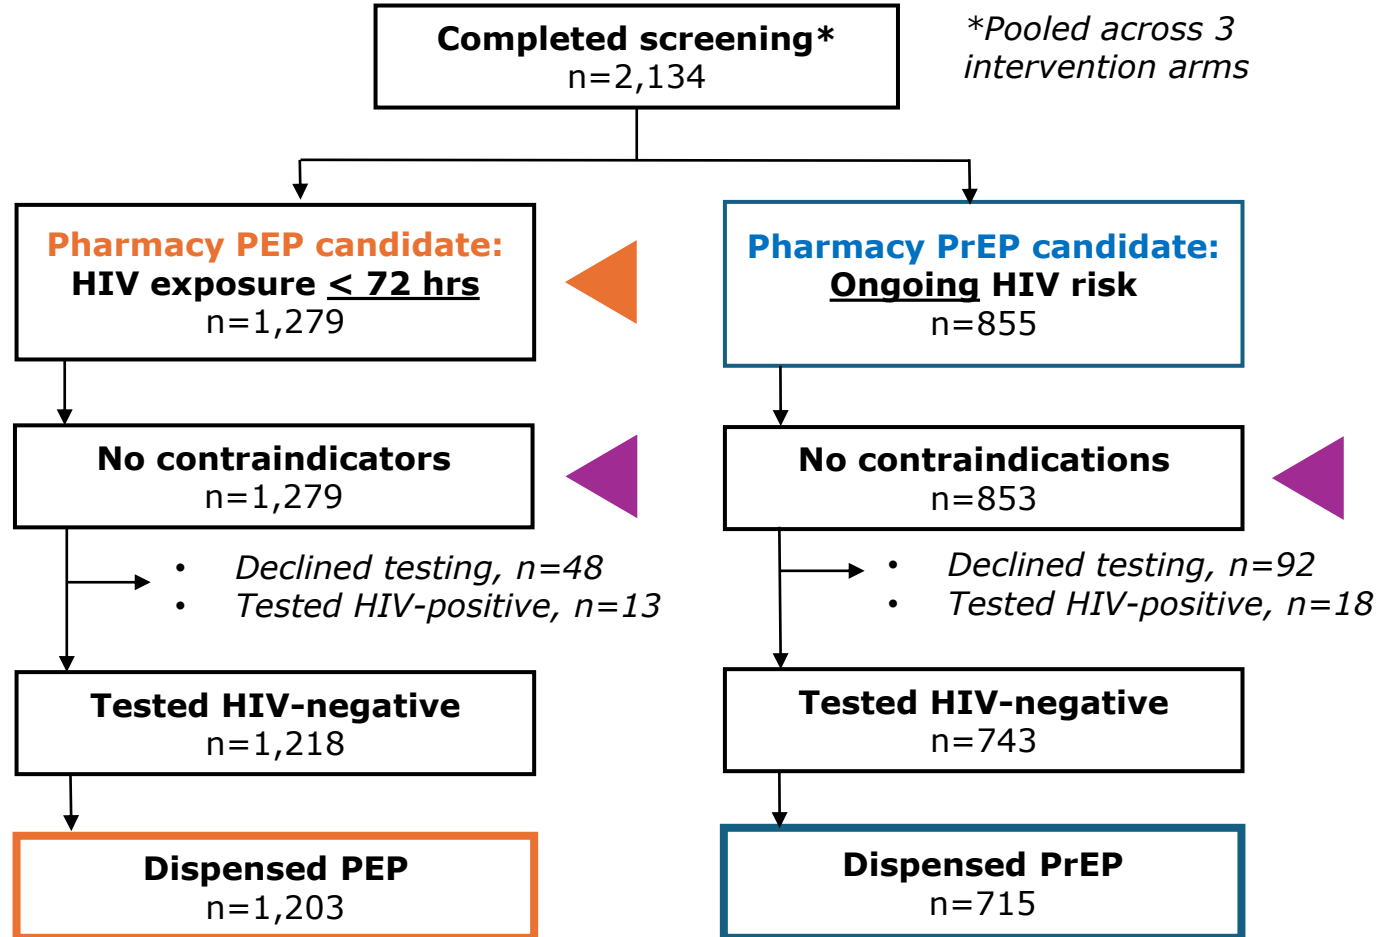 Completed screening*
n=2,134
*Pooled across 3
intervention arms
Pharmacy PEP candidate:
HIV exposure < 72 hrs
n=1,279
Pharmacy PrEP candidate:
Ongoing HIV risk
n=855
No contraindicators
n=1,279
No contraindications
n=853
• Declined testing, n=48
• Tested HIV-positive, n=13
• Declined testing, n=92
• Tested HIV-positive, n=18
Tested HIV-negative
n=1,218
Tested HIV-negative
n=743
Dispensed PEP
n=1,203
Dispensed PrEP
n=715